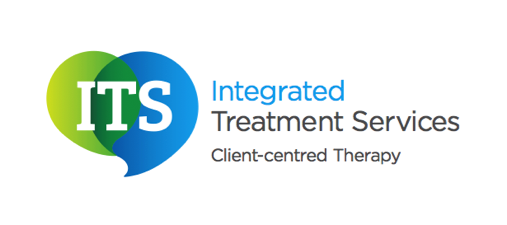 ITS
Integrated
Treatment Services
Client-centred Therapy